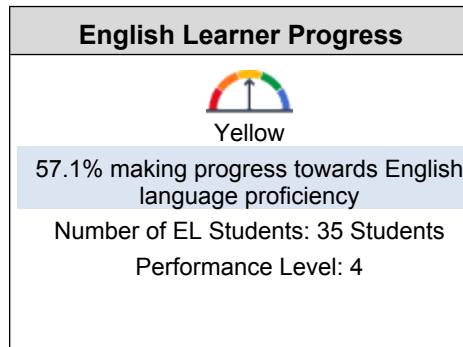 English Learner Progress
Yellow
57.1% making progress towards English
language proficiency
Number of EL Students: 35 Students
Performance Level: 4